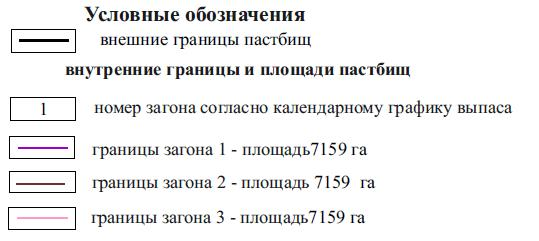 Условные обозначения
внешние границы пастбищ
внутренние границы и площади пастбищ
1 номер загона согласно календарному графику выпаса
границы загона 1 - площадь7159 га
границы загона 2 - площадь 7159 га
границы загона 3 - площадь7159 га